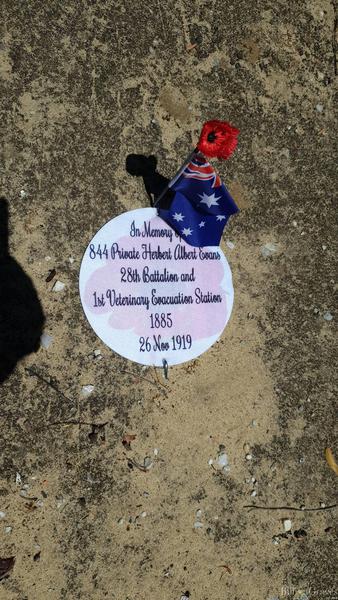 In Memory of
844 Private Herbert Albert Evans
28th Battalion and
1st Veterinary Evacuation Station
1885
26 Nov 1919